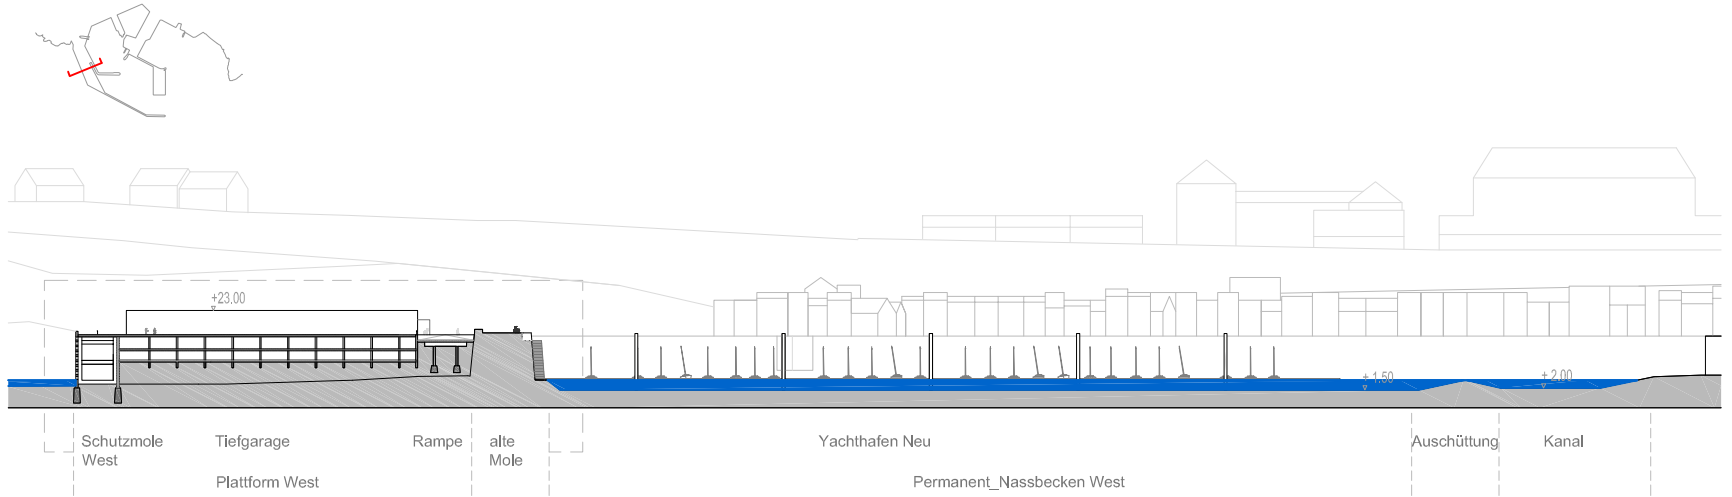 +23.00
+ 1.50
+ 2.00
Schutzmole
West
Tiefgarage
Rampe
alte
Mole
Yachthafen Neu
Auschüttung
Kanal
Plattform West
Permanent_Nassbecken West